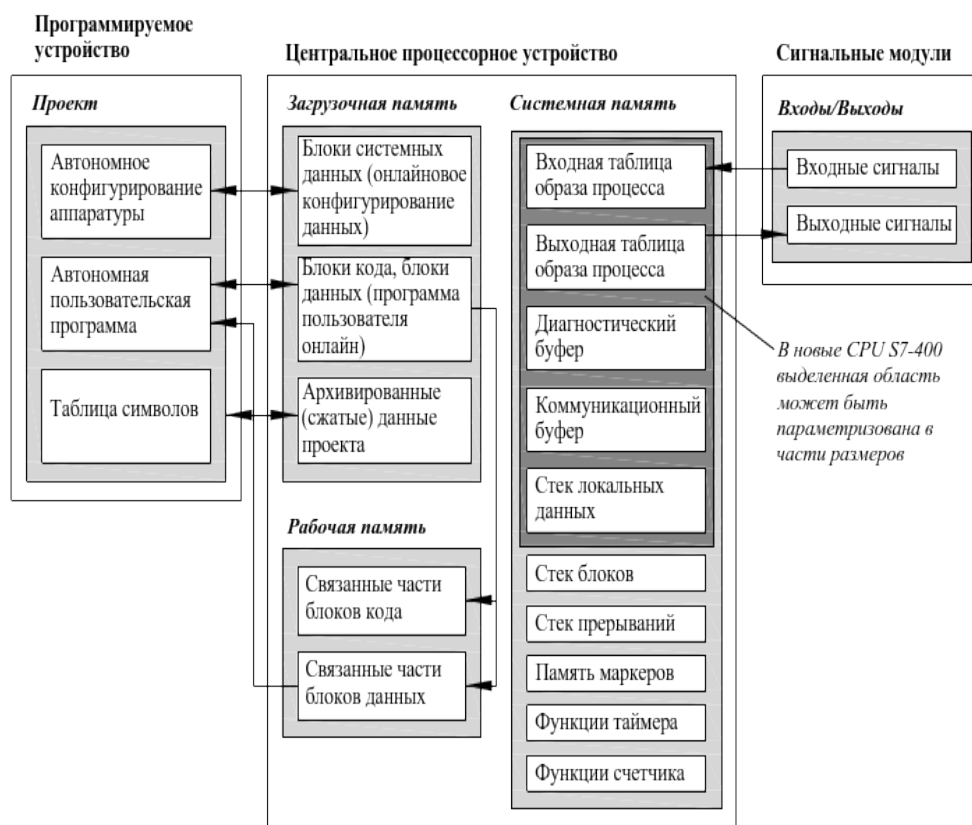 Программируемое
устройство
Центральное процессорное устройство
Сигнальные модули
Проект
Автономное
конфигурирование
аппаратуры
Автономная
пользовательская
программа
Таблица символов
Загрузочная память
Блоки системных
данных (онлайновое
конфигурирование
данных)
Блоки кода, блоки
данных (программа
пользователя
онлайн)
Архивированные
(сжатые) данные
проекта
Рабочая память
Связанные части
блоков кода
Связанные части
блоков данных
Системная память
Входная таблица
образа процесса
Выходная таблица
образа процесса
Диагностический
буфер
Коммуникационный
буфер
Стек локальных
данных
Стек блоков
Стек прерываний
Память маркеров
Функции таймера
Функции счетчика
Входы/Выходы
Входные сигналы
Выходные сигналы
В новые CPU S7-400
выделенная область
может быть
параметризована в
части размеров